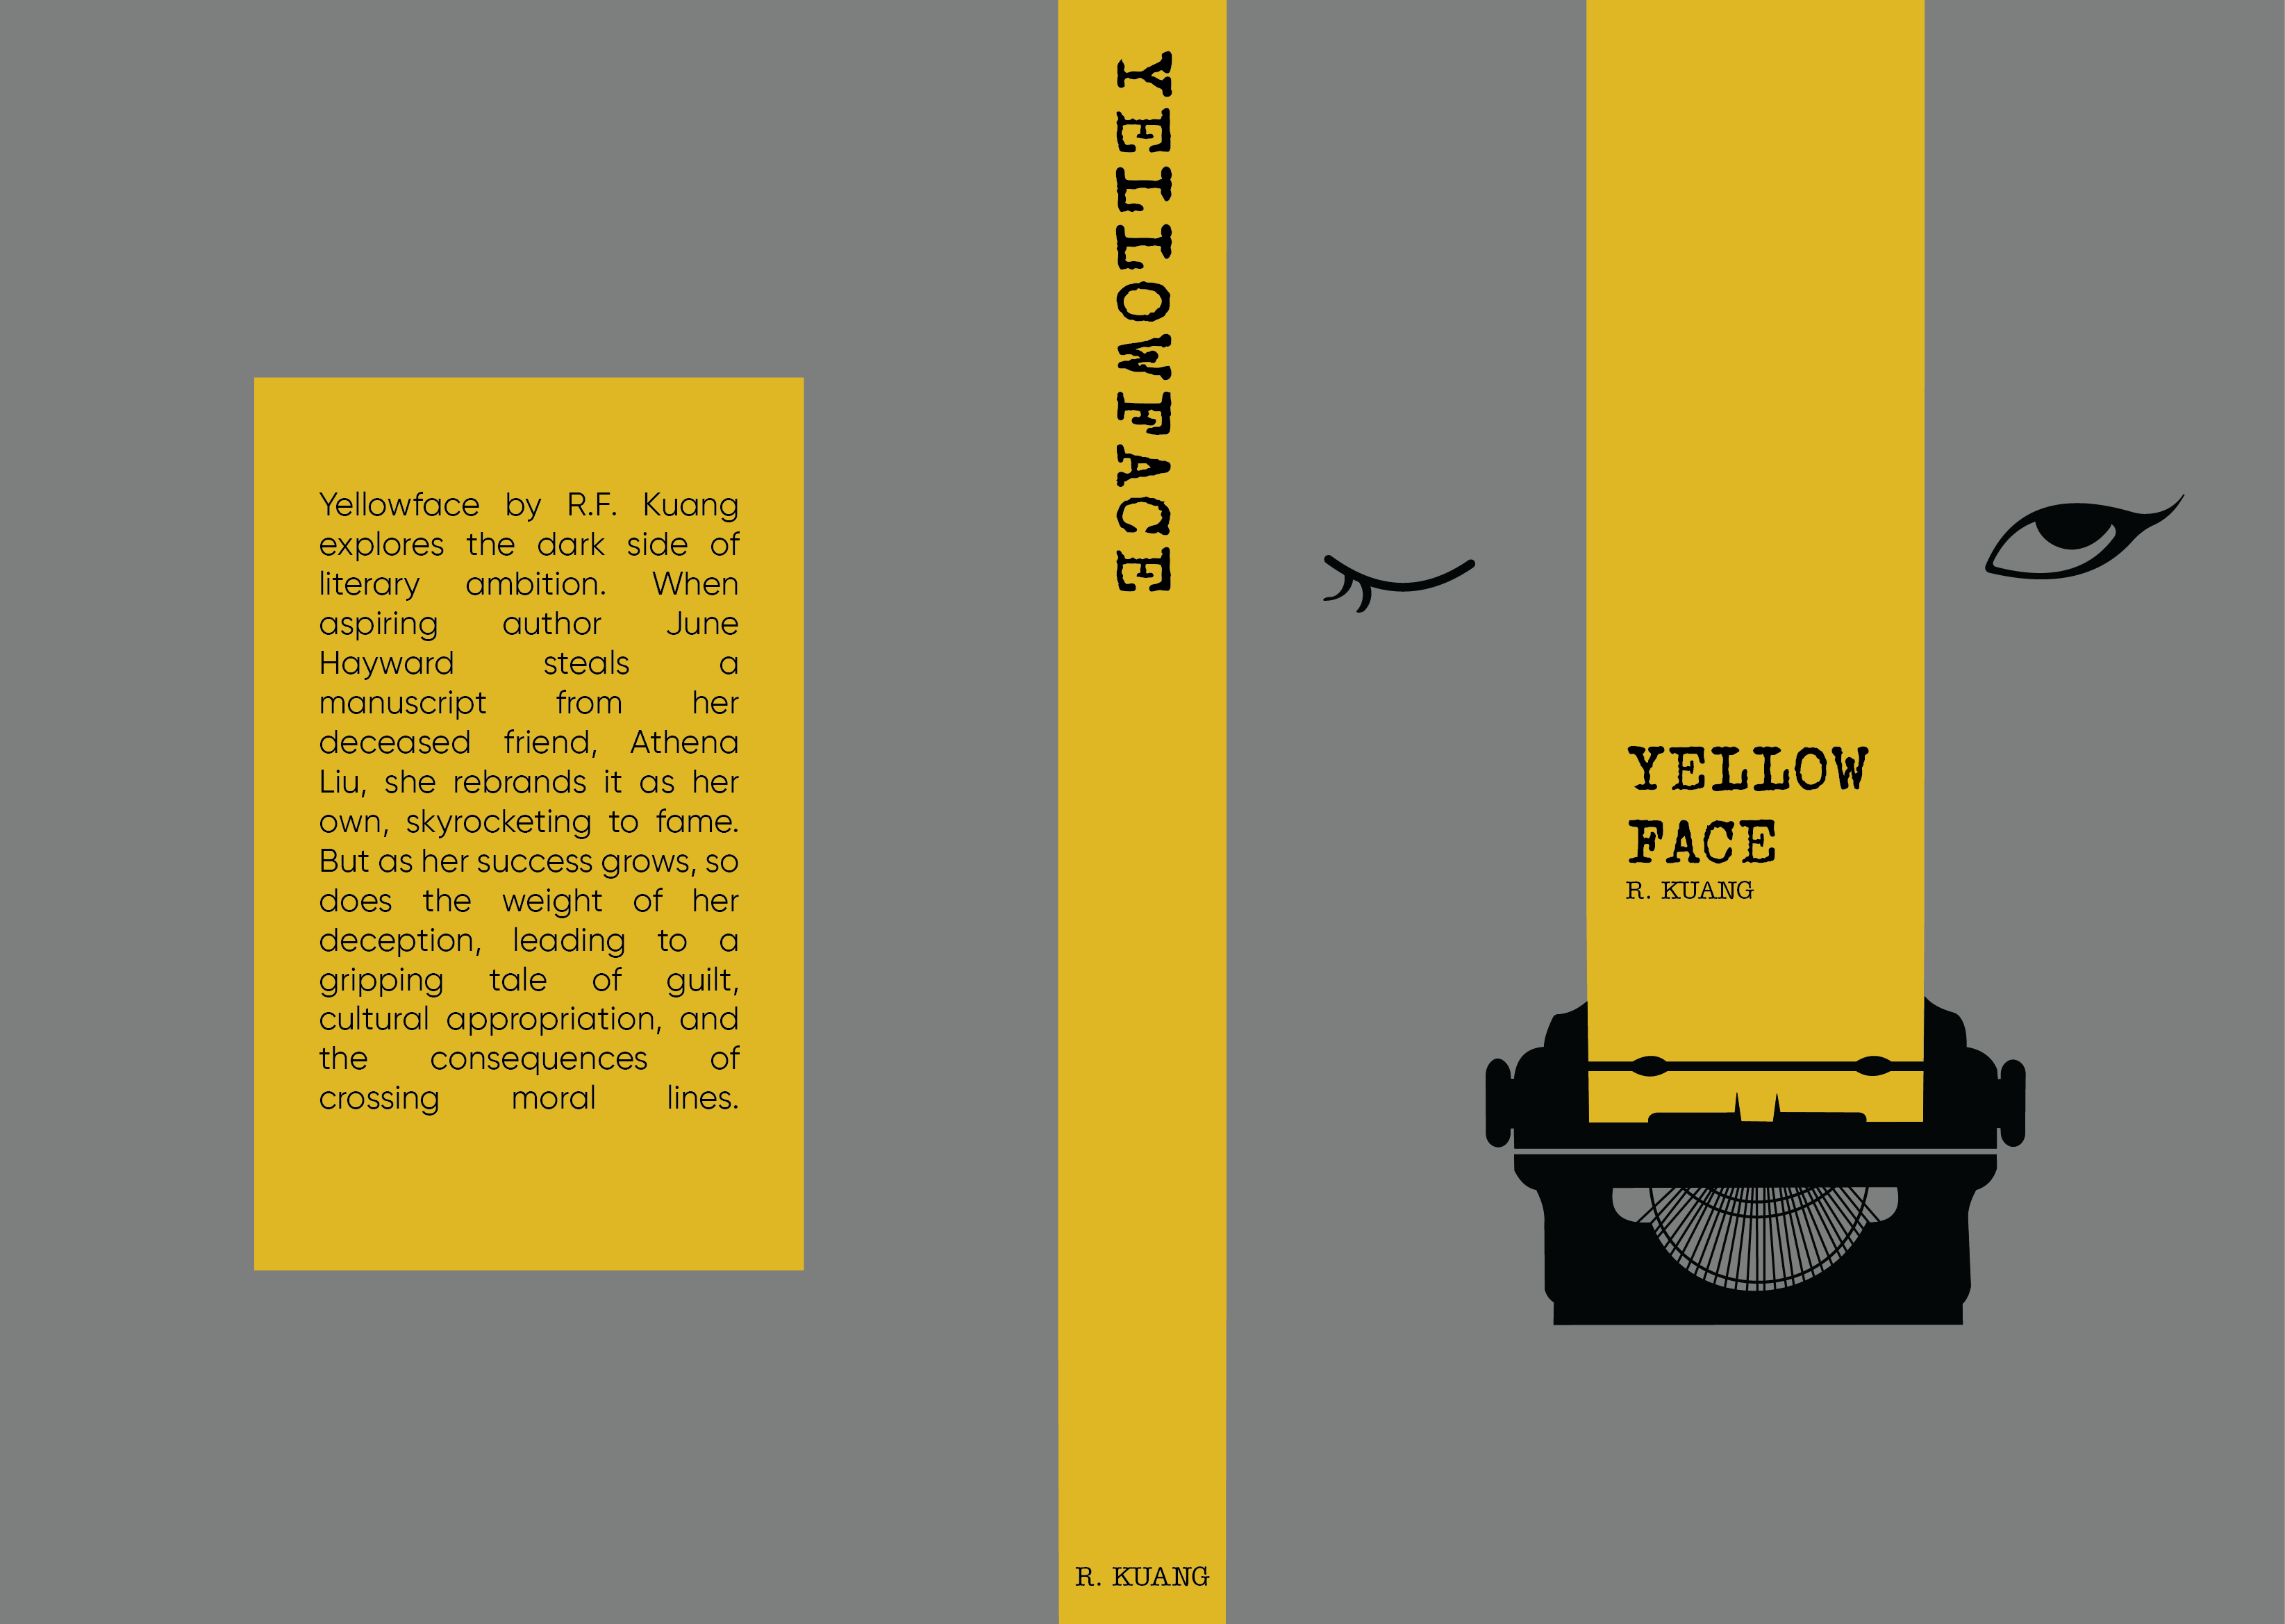 Yellowface by R.F. Kuang
explores the dark side of
literary ambition. When
aspiring author June
Hayward steals a
manuscript from her
deceased friend, Athena
Liu, she rebrands it as her
own, skyrocketing to fame.
But as her success grows, so
does the weight of her
deception, leading to a
gripping tale of guilt,
cultural appropriation, and
the consequences of
crossing moral lines.
YELLOWFACE
R. KUANG
YELLOW
FACE
R. KUANG